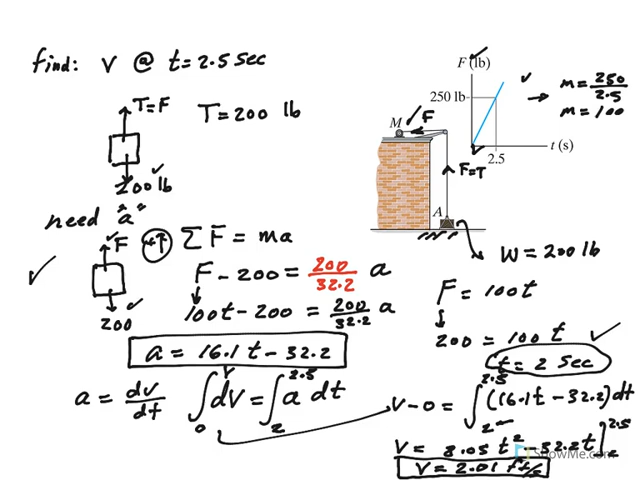 find: v @ t=2.5 sec
T=F
T=200 lb
200 lb
need "a"
F
200
ΣF = ma
F - 200 = 200/32.2 a
100t - 200 = 200/32.2 a
a = 16.1 t - 32.2
a = dv/dt
∫₀ᵛ dv = ∫₂^2.5 a dt
F (lb)
250 lb
2.5
t (s)
m = 250/2.5
m = 100
M
F
F=T
A
W = 200 lb
F = 100t
200 = 100 t
t = 2 sec
v - 0 = ∫₂^2.5 (16.1t - 32.2) dt
v = 8.05 t² - 32.2t |₂^2.5
ShowMe.com
v = 2.01 ft/s